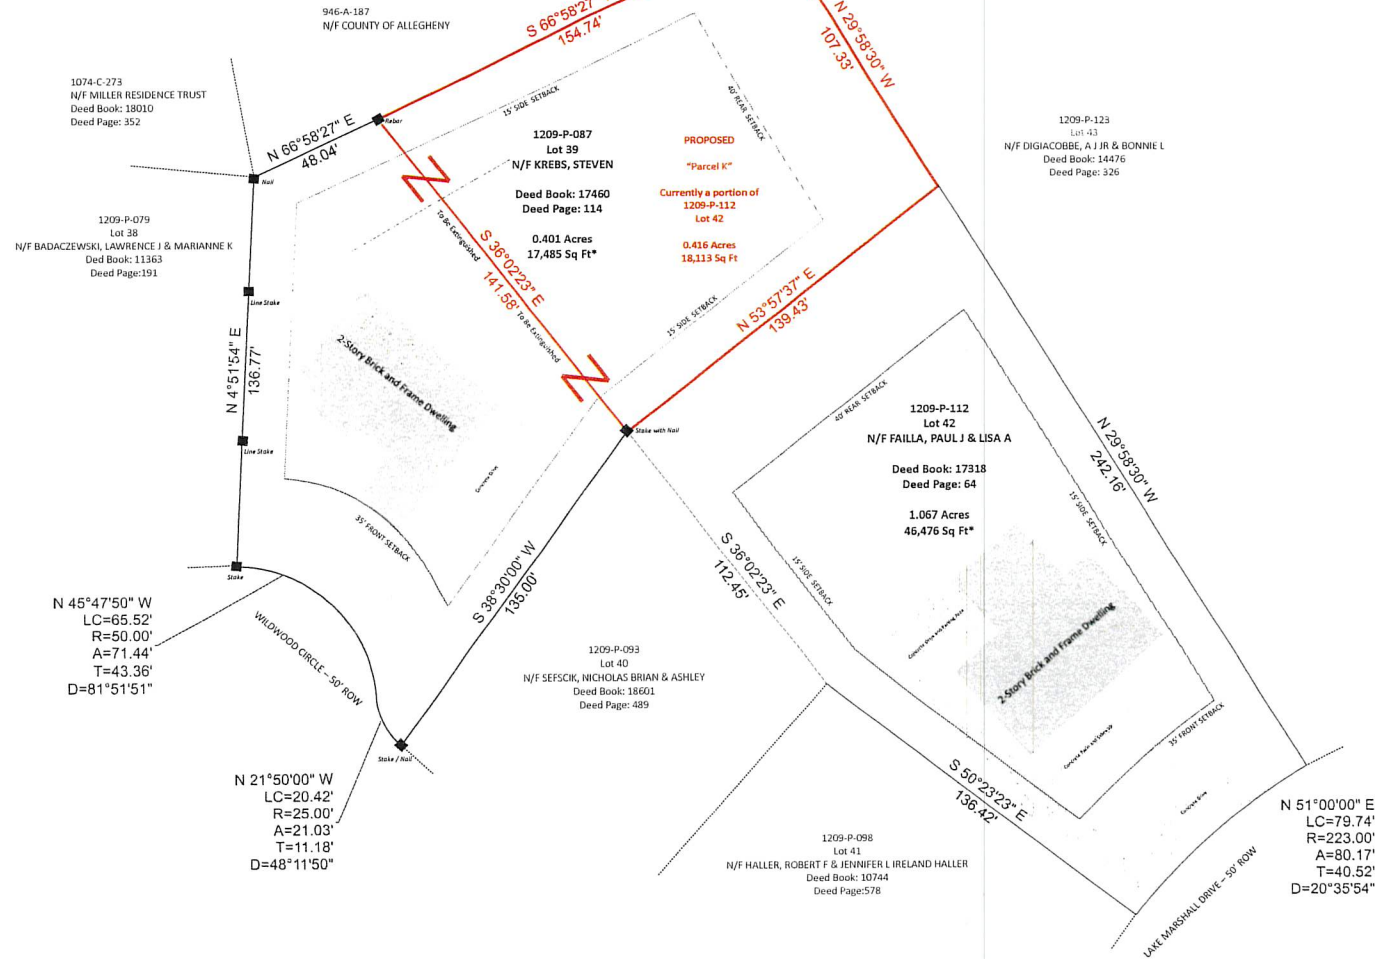 946-A-187
N/F COUNTY OF ALLEGHENY
S 66°58'27"
154.74'
N 29°58'30" W
107.33'
1074-C-273
N/F MILLER RESIDENCE TRUST
Deed Book: 18010
Deed Page: 352
N 66°58'27" E
48.04'
Rebar
Nail
15' SIDE SETBACK
40' REAR SETBACK
1209-P-087
Lot 39
N/F KREBS, STEVEN
Deed Book: 17460
Deed Page: 114
0.401 Acres
17,485 Sq Ft*
PROPOSED
"Parcel K"
Currently a portion of
1209-P-112
Lot 42
0.416 Acres
18,113 Sq Ft
1209-P-123
Lot 43
N/F DIGIACOBBE, A J JR & BONNIE L
Deed Book: 14476
Deed Page: 326
1209-P-079
Lot 38
N/F BADACZEWSKI, LAWRENCE J & MARIANNE K
Ded Book: 11363
Deed Page:191
To Be Extinguished
S 36°02'23" E
141.58'
To Be Extinguished
15' SIDE SETBACK
N 53°57'37" E
139.43'
Line Stake
N 4°51'54" E
136.77'
Line Stake
2-Story Brick and Frame Dwelling
Concrete Drive
35' FRONT SETBACK
Stake with Nail
40' REAR SETBACK
1209-P-112
Lot 42
N/F FAILLA, PAUL J & LISA A
Deed Book: 17318
Deed Page: 64
1.067 Acres
46,476 Sq Ft*
N 29°58'30" W
242.16'
15' SIDE SETBACK
15' SIDE SETBACK
S 36°02'23" E
112.45'
S 38°30'00" W
135.00'
Stake
N 45°47'50" W
LC=65.52'
R=50.00'
A=71.44'
T=43.36'
D=81°51'51"
WILDWOOD CIRCLE – 50' ROW
1209-P-093
Lot 40
N/F SEFSCIK, NICHOLAS BRIAN & ASHLEY
Deed Book: 18601
Deed Page: 489
Concrete Drive and Parking Area
2-Story Brick and Frame Dwelling
35' FRONT SETBACK
Stake / Nail
N 21°50'00" W
LC=20.42'
R=25.00'
A=21.03'
T=11.18'
D=48°11'50"
S 50°23'23" E
136.42'
Concrete Drive
1209-P-098
Lot 41
N/F HALLER, ROBERT F & JENNIFER L IRELAND HALLER
Deed Book: 10744
Deed Page:578
N 51°00'00" E
LC=79.74'
R=223.00'
A=80.17'
T=40.52'
D=20°35'54"
LAKE MARSHALL DRIVE – 50' ROW